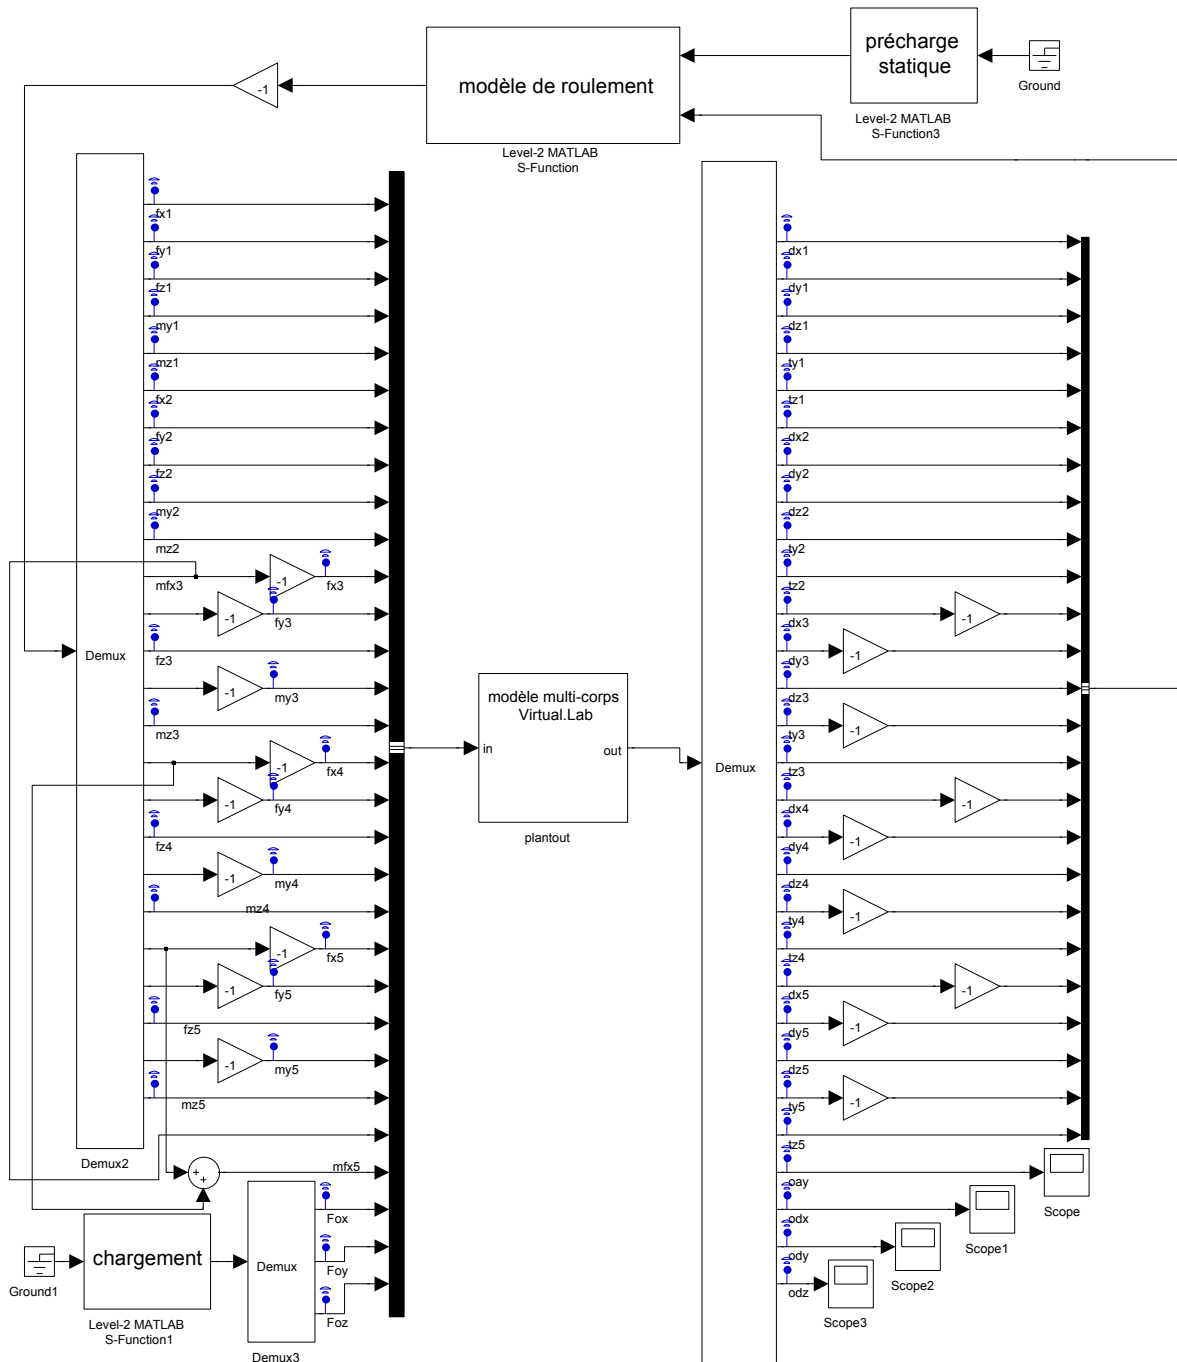 précharge
statique
Ground
Level-2 MATLAB
S-Function3
modèle de roulement
Level-2 MATLAB
S-Function
-1
fx1
fy1
fz1
my1
mz1
fx2
fy2
fz2
my2
mz2
mfx3
-1
fx3
-1
fy3
Demux
fz3
-1
my3
mz3
-1
fx4
-1
fy4
fz4
-1
my4
mz4
-1
fx5
-1
fy5
fz5
-1
my5
mz5
Demux2
+
+
mfx5
Ground1
chargement
Level-2 MATLAB
S-Function1
Demux
Demux3
Fox
Foy
Foz
modèle multi-corps
Virtual.Lab
in
out
plantout
Demux
dx1
dy1
dz1
ty1
tz1
dx2
dy2
dz2
ty2
tz2
-1
dx3
-1
dy3
dz3
-1
ty3
tz3
-1
dx4
-1
dy4
dz4
-1
ty4
tz4
-1
dx5
-1
dy5
dz5
-1
ty5
tz5
oay
Scope
odx
Scope1
ody
Scope2
odz
Scope3